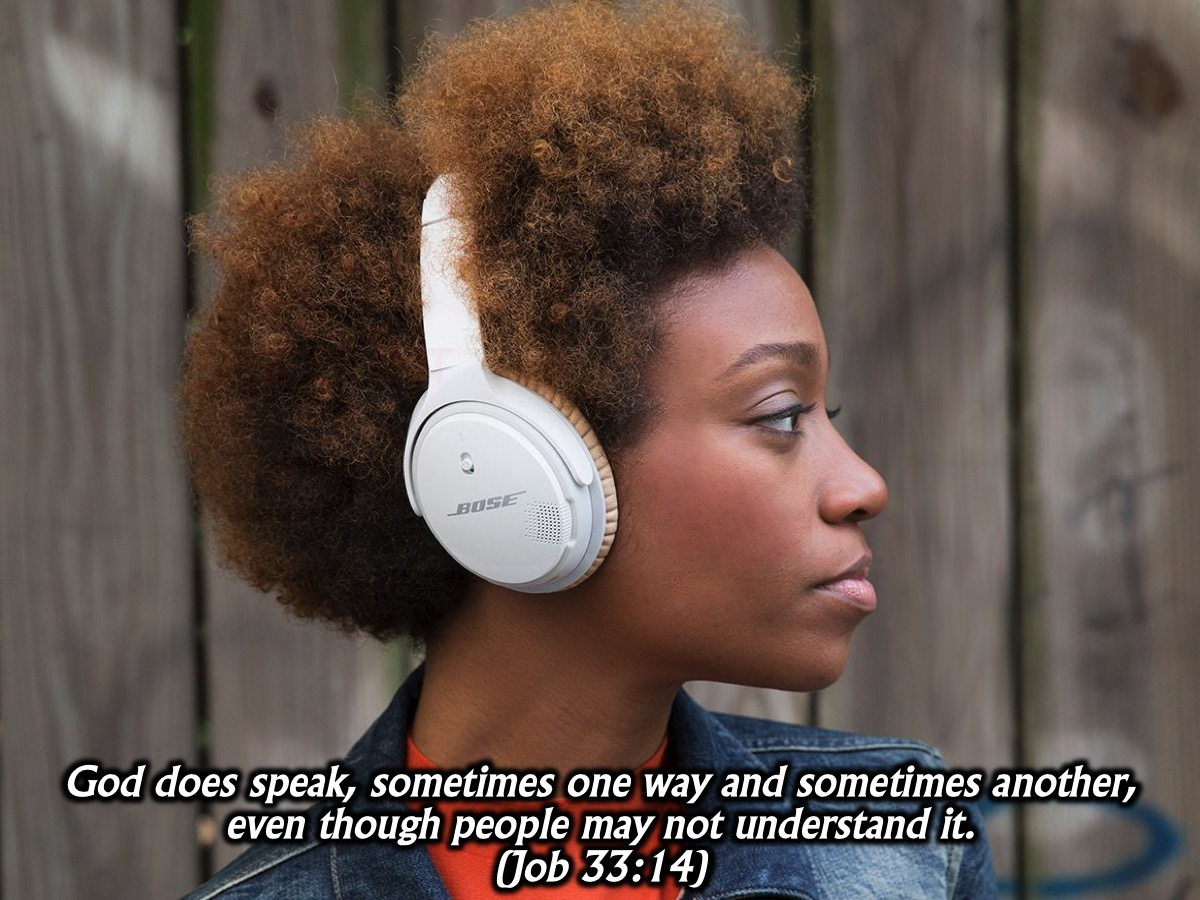 BOSE
God does speak, sometimes one way and sometimes another,
even though people may not understand it.
(Job 33:14)